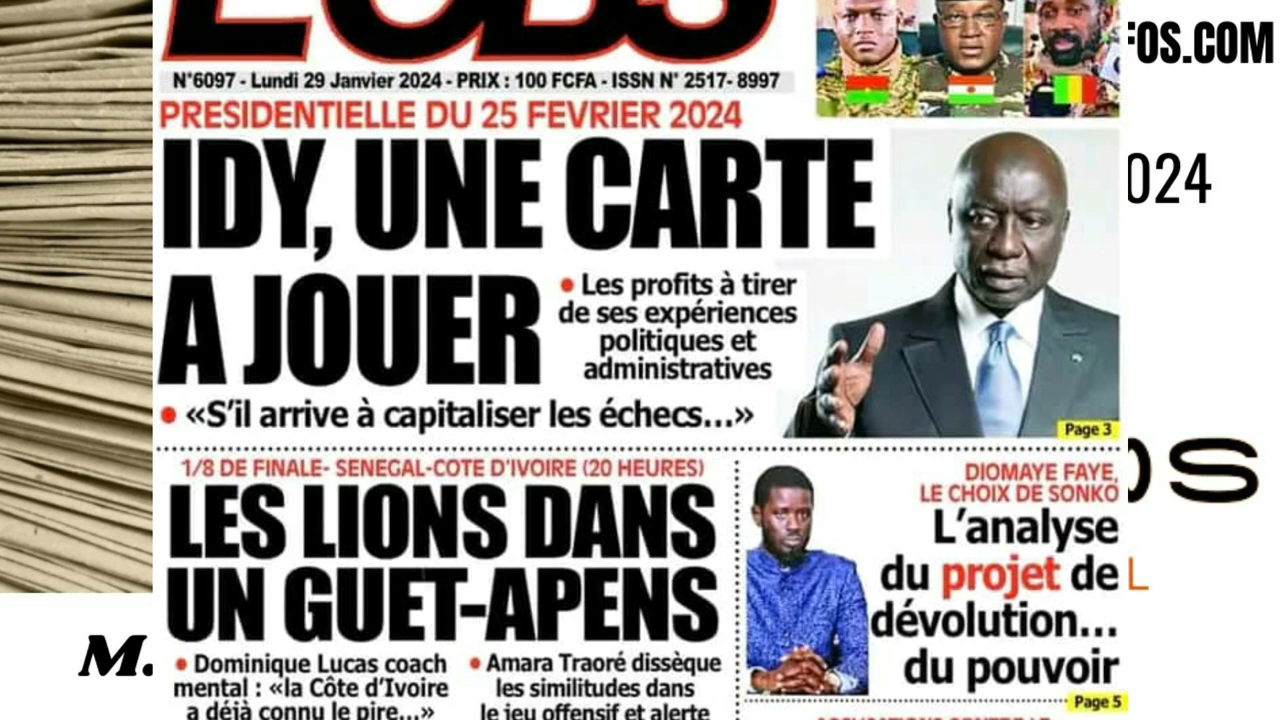 L'OBS
FOS.COM
N°6097 - Lundi 29 Janvier 2024 - PRIX : 100 FCFA - ISSN N° 2517- 8997
PRESIDENTIELLE DU 25 FEVRIER 2024
IDY, UNE CARTE
A JOUER
• Les profits à tirer
de ses expériences
politiques et
administratives
• «S’il arrive à capitaliser les échecs...»
Page 3
024
1/8 DE FINALE- SENEGAL-COTE D'IVOIRE (20 HEURES)
LES LIONS DANS
UN GUET-APENS
• Dominique Lucas coach
mental : «la Côte d’Ivoire
a déjà connu le pire...»
• Amara Traoré dissèque
les similitudes dans
le jeu offensif et alerte
DIOMAYE FAYE,
LE CHOIX DE SONKO
L’analyse
du projet de
dévolution...
du pouvoir
Page 5
OS
L
M.